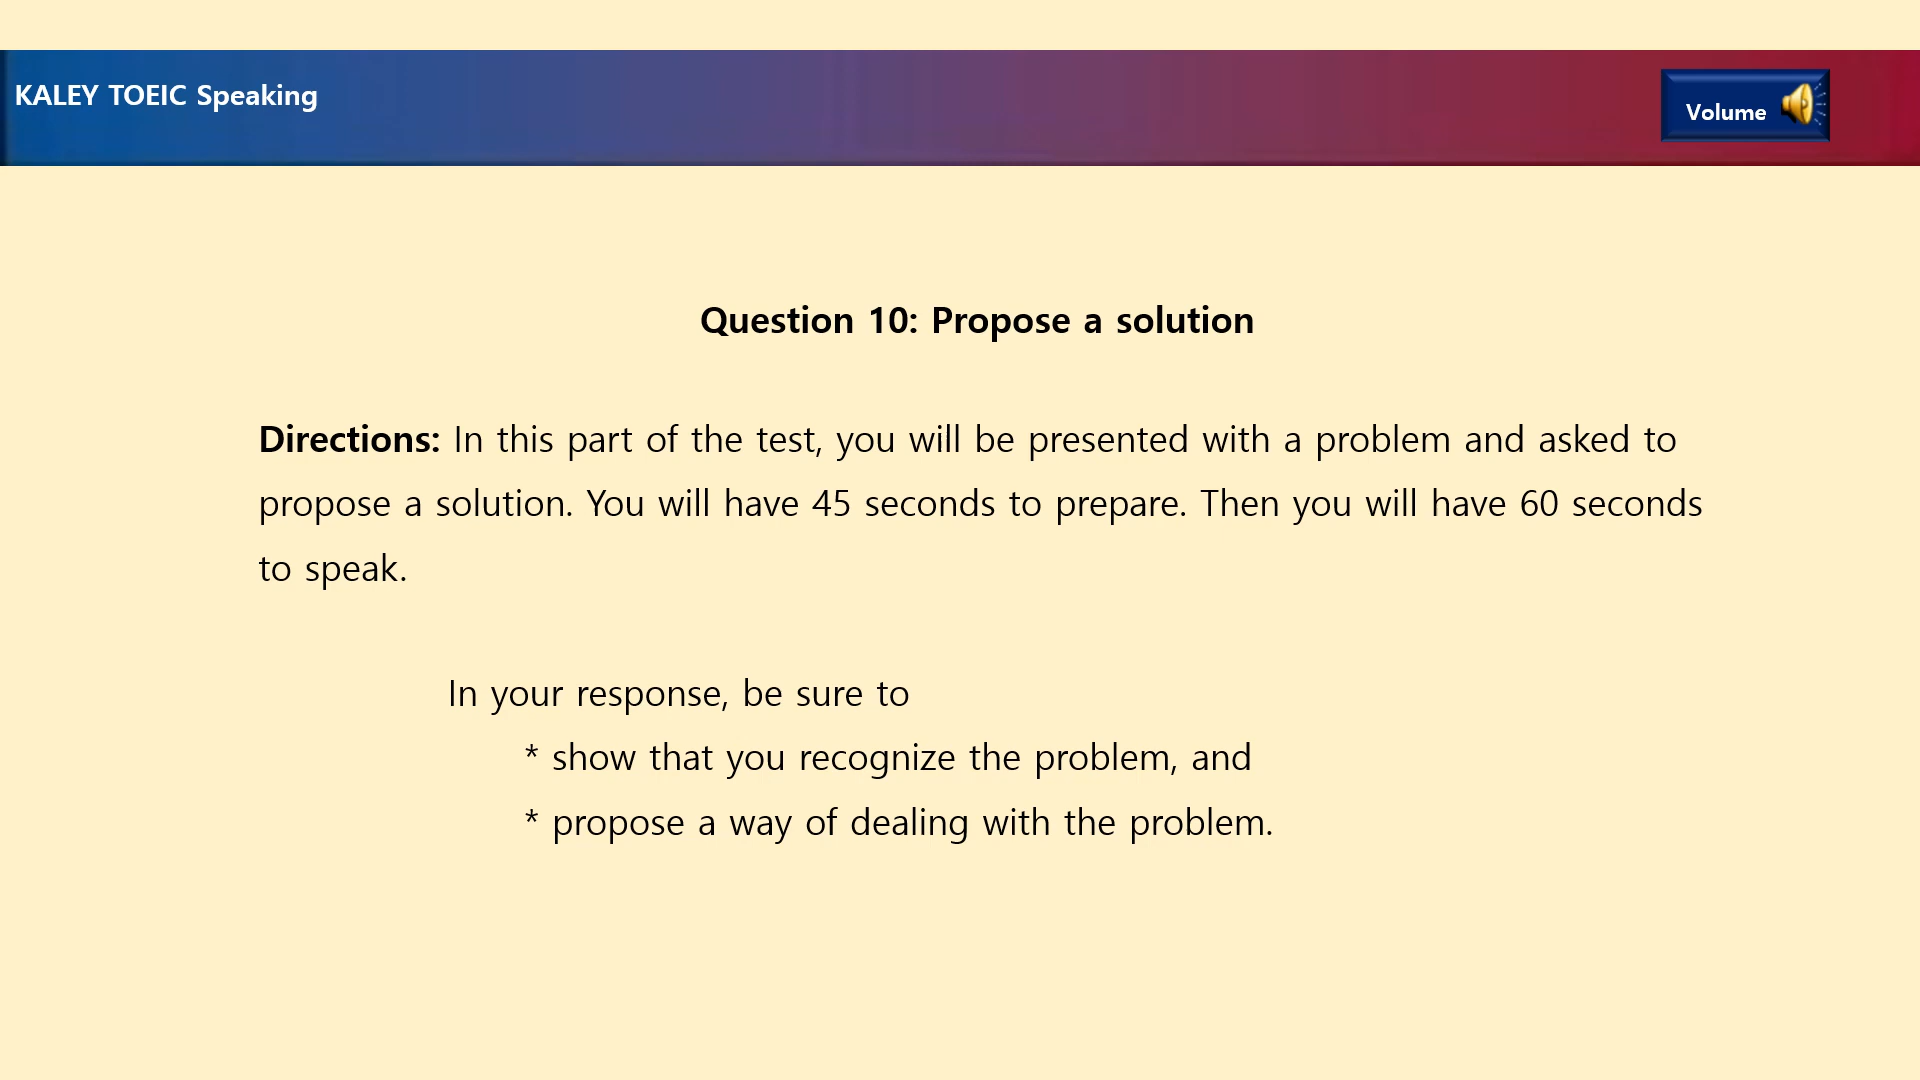 KALEY TOEIC Speaking
Volume
Question 10: Propose a solution
Directions: In this part of the test, you will be presented with a problem and asked to
propose a solution. You will have 45 seconds to prepare. Then you will have 60 seconds
to speak.
In your response, be sure to
* show that you recognize the problem, and
* propose a way of dealing with the problem.